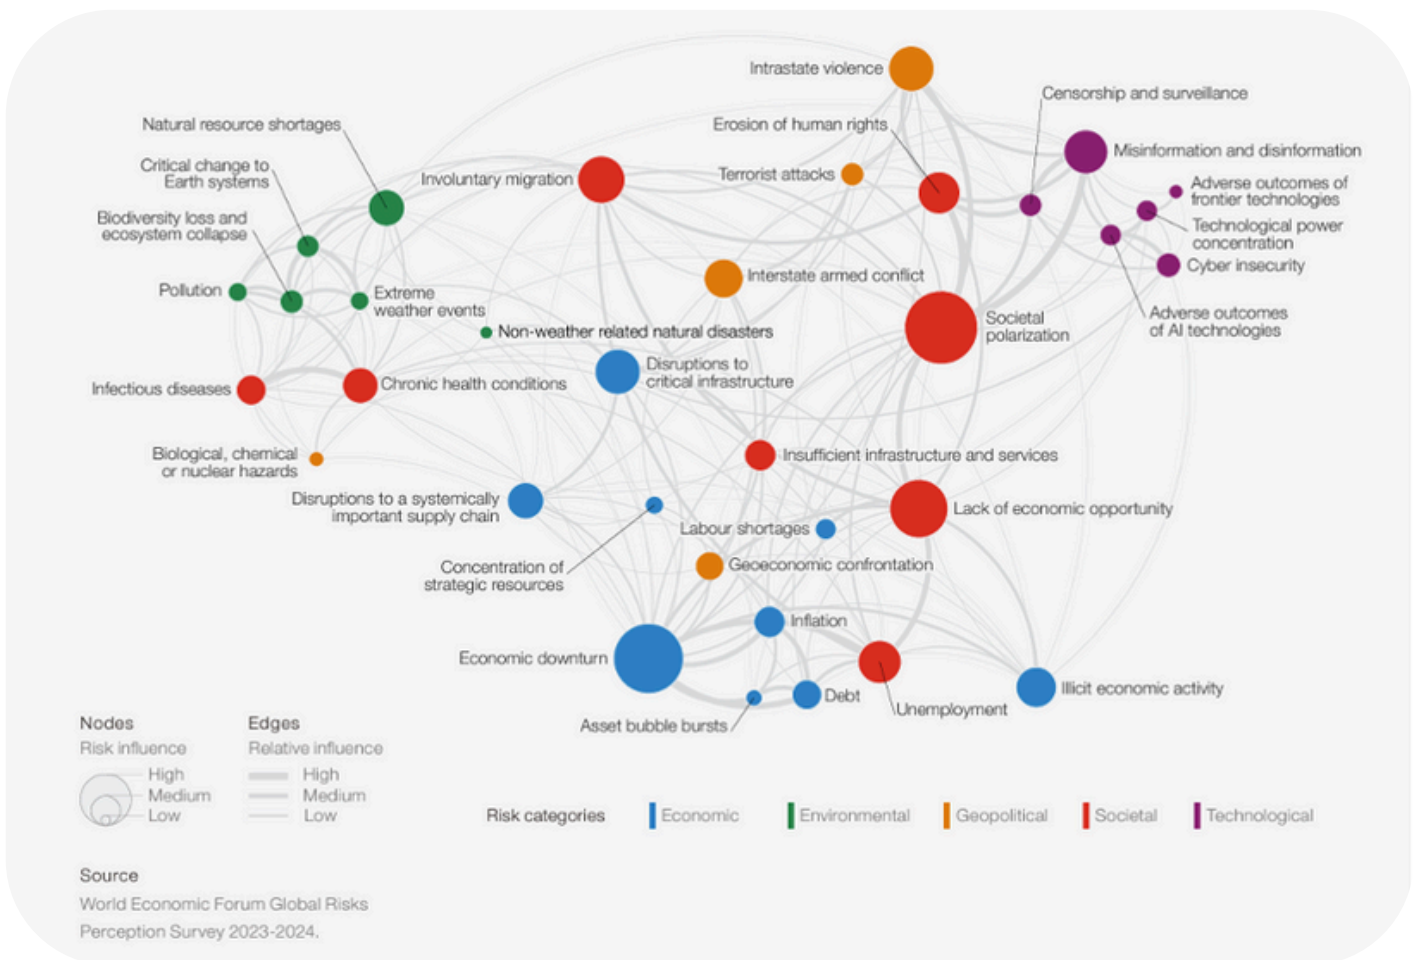 Intrastate violence
Censorship and surveillance
Natural resource shortages
Erosion of human rights
Misinformation and disinformation
Critical change to
Earth systems
Involuntary migration
Terrorist attacks
Adverse outcomes of
frontier technologies
Biodiversity loss and
ecosystem collapse
Technological power
concentration
Interstate armed conflict
Cyber insecurity
Pollution
Extreme
weather events
Adverse outcomes
of AI technologies
Societal
polarization
Non-weather related natural disasters
Disruptions to
critical infrastructure
Infectious diseases
Chronic health conditions
Biological, chemical
or nuclear hazards
Insufficient infrastructure and services
Disruptions to a systemically
important supply chain
Lack of economic opportunity
Labour shortages
Concentration of
strategic resources
Geoeconomic confrontation
Inflation
Economic downturn
Illicit economic activity
Debt
Unemployment
Asset bubble bursts
Nodes
Risk influence
High
Medium
Low
Edges
Relative influence
High
Medium
Low
Risk categories
Economic
Environmental
Geopolitical
Societal
Technological
Source
World Economic Forum Global Risks
Perception Survey 2023-2024.